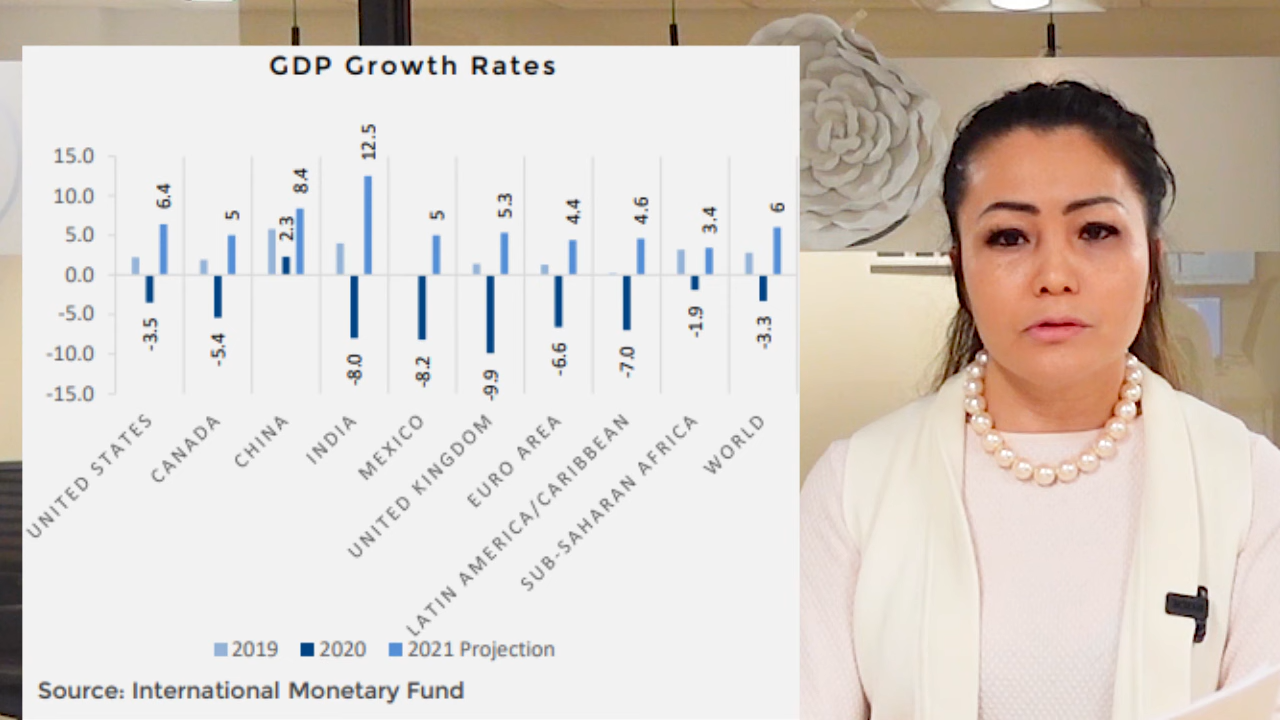 GDP Growth Rates
15.0
10.0
5.0
0.0
-5.0
-10.0
-15.0
-3.5
6.4
-5.4
5
2.3
8.4
-8.0
12.5
-8.2
5
-9.9
5.3
-6.6
4.4
-7.0
4.6
-1.9
3.4
-3.3
6
UNITED STATES
CANADA
CHINA
INDIA
MEXICO
UNITED KINGDOM
EURO AREA
LATIN AMERICA/CARIBBEAN
SUB-SAHARAN AFRICA
WORLD
2019 2020 2021 Projection
Source: International Monetary Fund